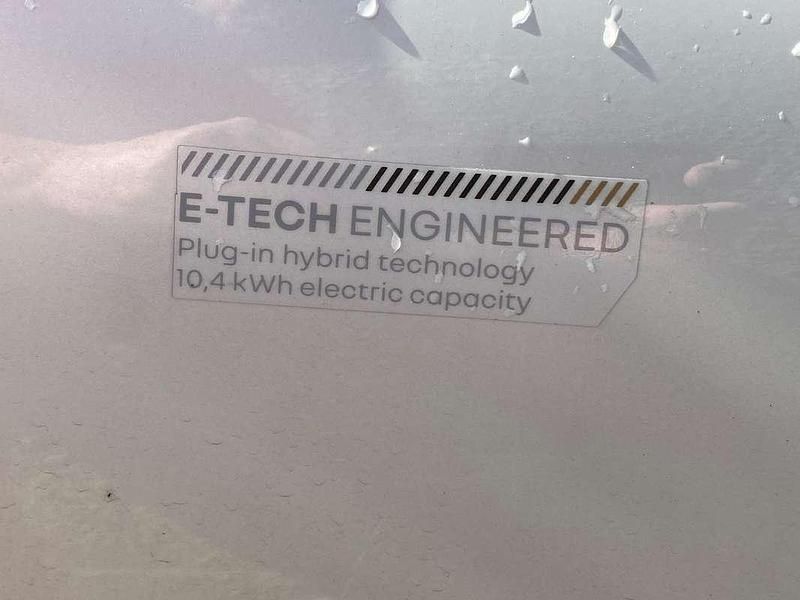 E-TECH ENGINEERED
Plug-in hybrid technology
10,4 kWh electric capacity